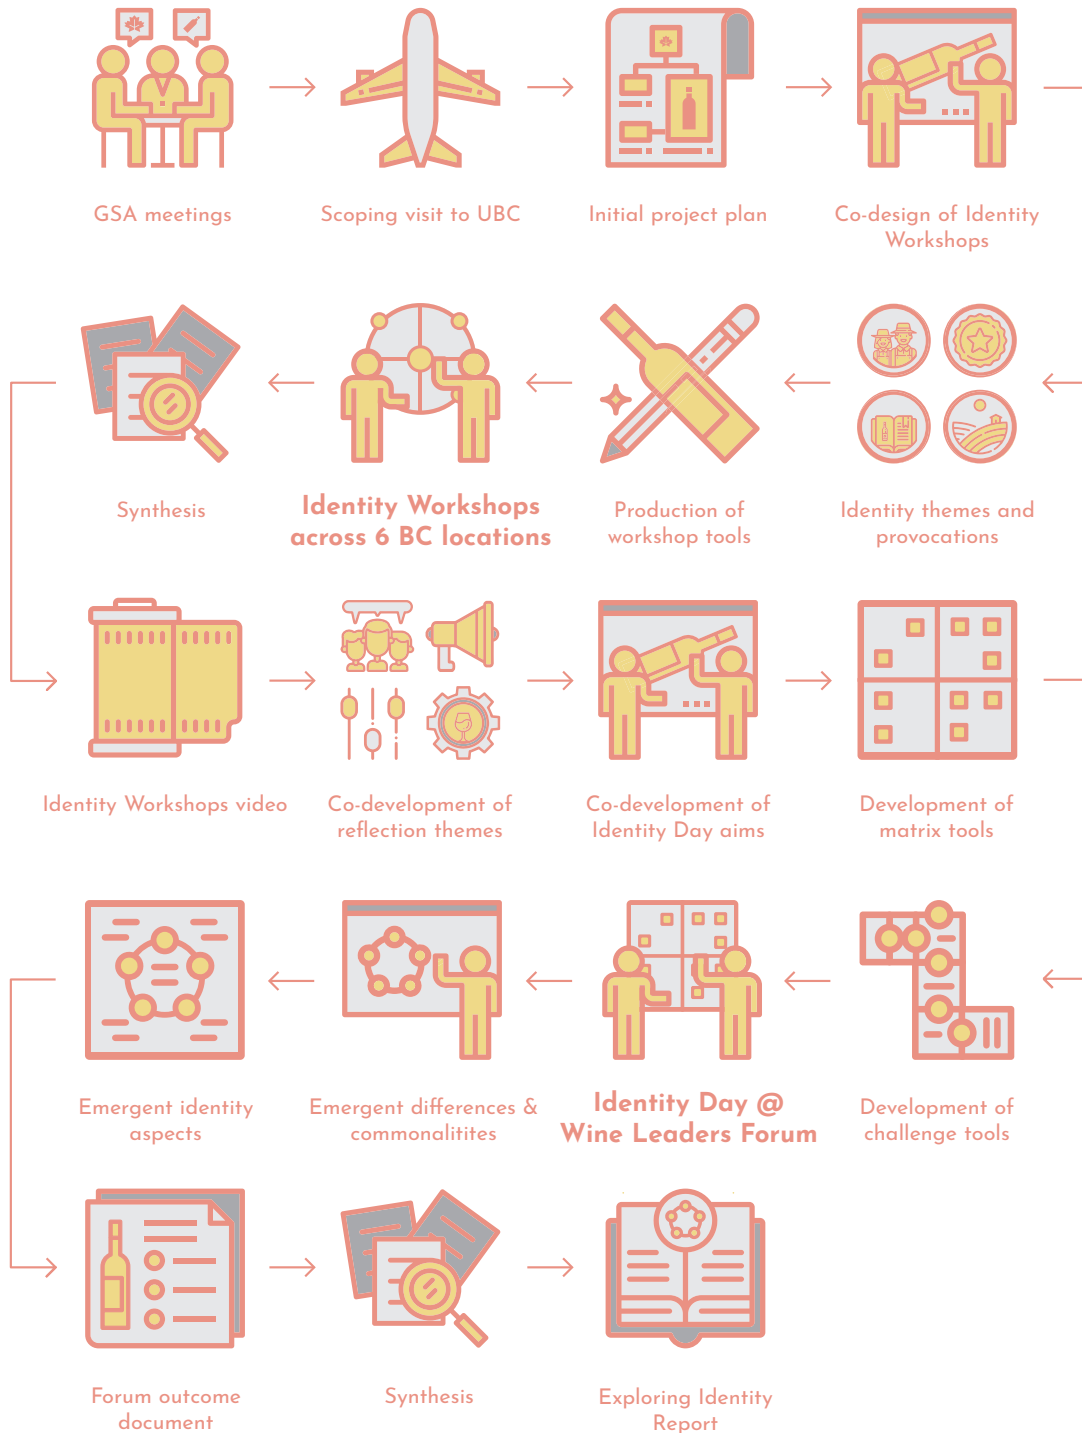 GSA meetings
Scoping visit to UBC
Initial project plan
Co-design of Identity
Workshops
Synthesis
Identity Workshops
across 6 BC locations
Production of
workshop tools
Identity themes and
provocations
Identity Workshops video
Co-development of
reflection themes
Co-development of
Identity Day aims
Development of
matrix tools
Emergent identity
aspects
Emergent differences &
commonalitites
Identity Day @
Wine Leaders Forum
Development of
challenge tools
Forum outcome
document
Synthesis
Exploring Identity
Report